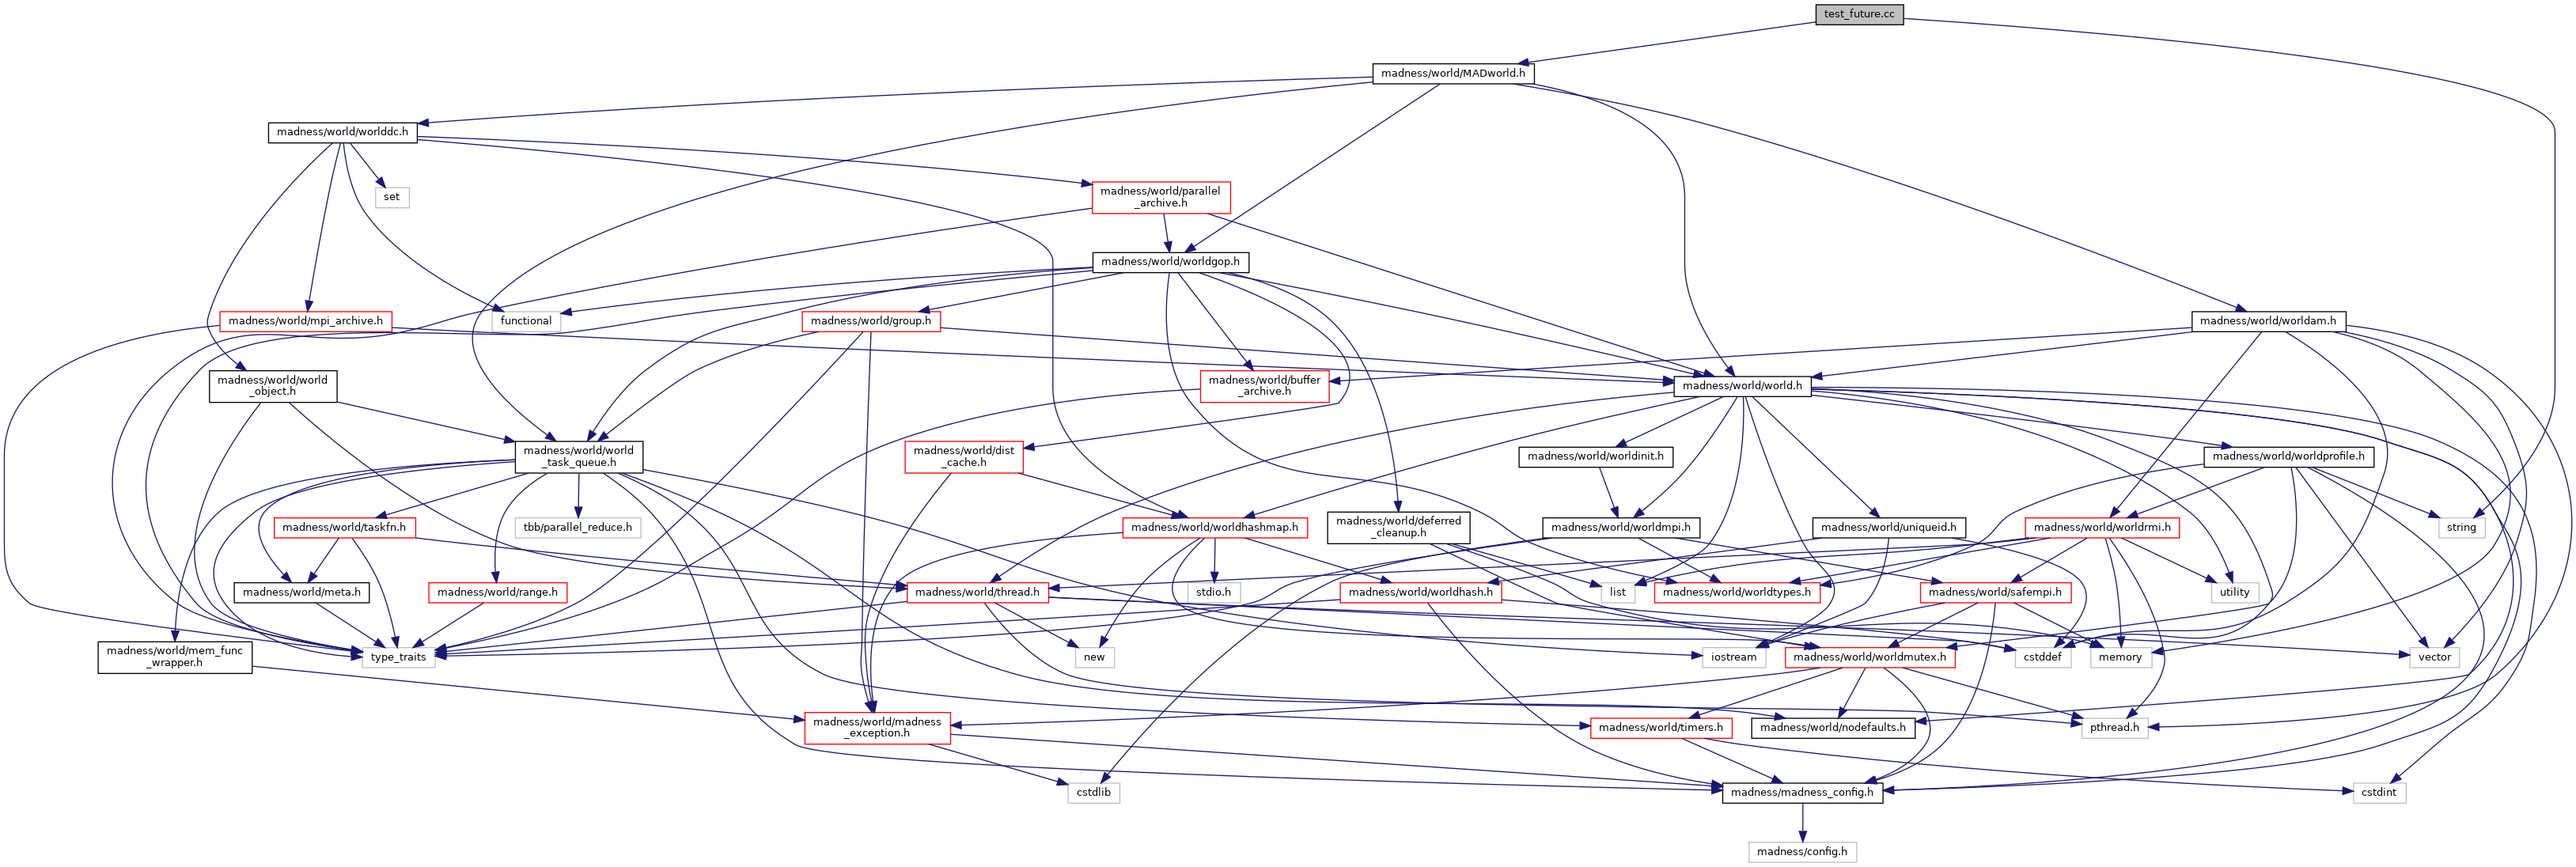 test_future.cc
madness/world/MADworld.h
madness/world/worlddc.h
set
madness/world/parallel
_archive.h
madness/world/worldgop.h
madness/world/mpi_archive.h
functional
madness/world/group.h
madness/world/worldam.h
madness/world/world
_object.h
madness/world/buffer
_archive.h
madness/world/world.h
madness/world/world
_task_queue.h
madness/world/dist
_cache.h
madness/world/worldinit.h
madness/world/worldprofile.h
madness/world/taskfn.h
tbb/parallel_reduce.h
madness/world/worldhashmap.h
madness/world/deferred
_cleanup.h
madness/world/worldmpi.h
madness/world/uniqueid.h
madness/world/worldrmi.h
string
madness/world/meta.h
madness/world/range.h
madness/world/thread.h
stdio.h
madness/world/worldhash.h
list
madness/world/worldtypes.h
madness/world/safempi.h
utility
madness/world/mem_func
_wrapper.h
type_traits
new
iostream
madness/world/worldmutex.h
cstddef
memory
vector
madness/world/madness
_exception.h
madness/world/timers.h
madness/world/nodefaults.h
pthread.h
cstdlib
madness/madness_config.h
cstdint
madness/config.h